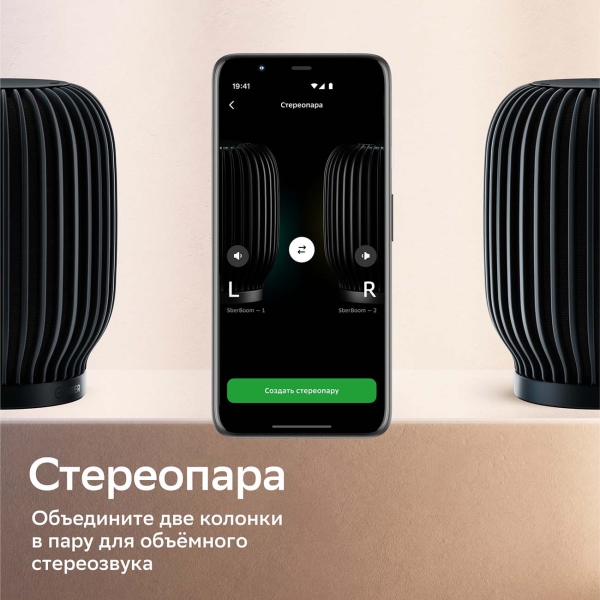 19:41
Стереопара
L
R
SberBoom — 1
SberBoom — 2
Создать стереопару
Стереопара
Объедините две колонки
в пару для объёмного
стереозвука